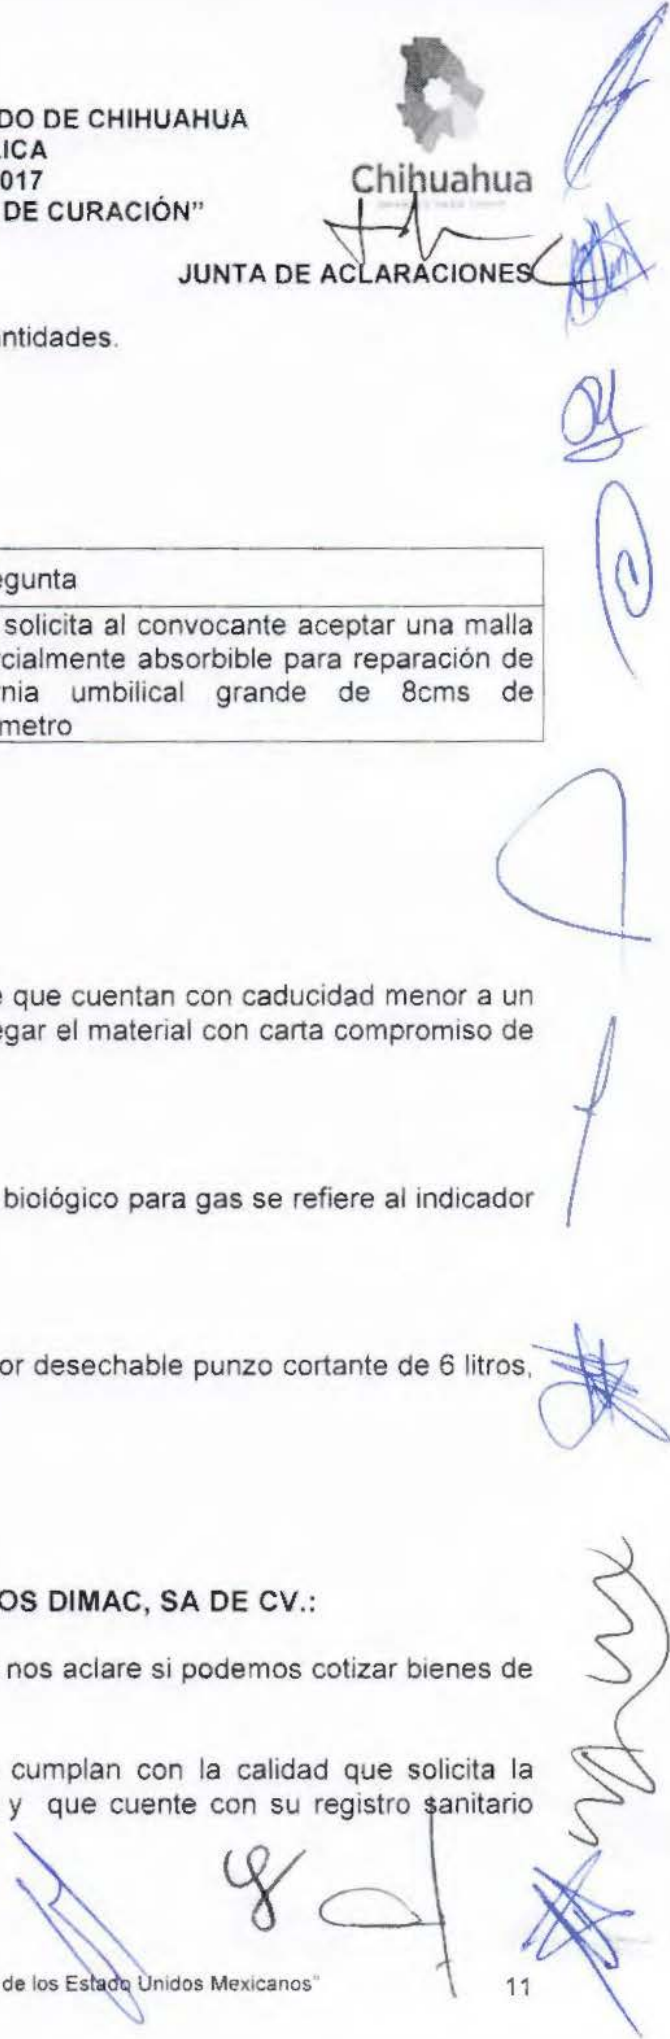 DO DE CHIHUAHUA
LICA
017
DE CURACIÓN"
Chihuahua
JUNTA DE ACLARACIONES
antidades.
egunta
solicita al convocante aceptar una malla
rcialmente absorbible para reparación de
rnia umbilical grande de 8cms de
metro
e que cuentan con caducidad menor a un
egar el material con carta compromiso de
biológico para gas se refiere al indicador
or desechable punzo cortante de 6 litros,
OS DIMAC, SA DE CV.:
nos aclare si podemos cotizar bienes de
cumplan con la calidad que solicita la
y que cuente con su registro sanitario
de los Estado Unidos Mexicanos"
11